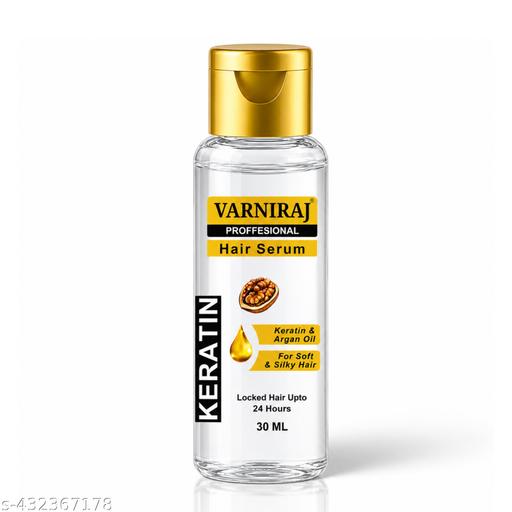 VARNIRAJ®
PROFFESIONAL
Hair Serum
KERATIN
Keratin &
Argan Oil
For Soft
& Silky Hair
Locked Hair Upto
24 Hours
30 ML
s-432367178